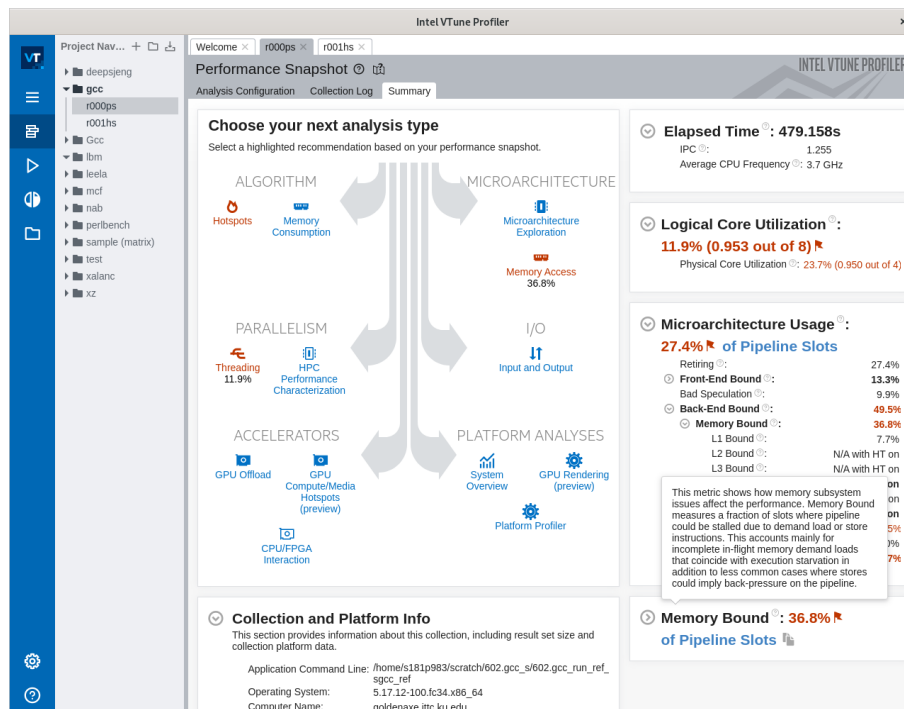 Intel VTune Profiler
VT
Project Nav...
deepsjeng
gcc
r000ps
r001hs
Gcc
lbm
leela
mcf
nab
perlbench
sample (matrix)
test
xalanc
xz
Welcome
r000ps
r001hs
Performance Snapshot
INTEL VTUNE PROFILER
Analysis Configuration
Collection Log
Summary
Choose your next analysis type
Select a highlighted recommendation based on your performance snapshot.
ALGORITHM
Hotspots
Memory
Consumption
MICROARCHITECTURE
Microarchitecture
Exploration
Memory Access
36.8%
PARALLELISM
Threading
11.9%
HPC
Performance
Characterization
I/O
Input and Output
ACCELERATORS
GPU Offload
GPU
Compute/Media
Hotspots
(preview)
CPU/FPGA
Interaction
PLATFORM ANALYSES
System
Overview
GPU Rendering
(preview)
Platform Profiler
Collection and Platform Info
This section provides information about this collection, including result set size and
collection platform data.
Application Command Line: /home/s181p983/scratch/602.gcc_s/602.gcc_run_ref_
sgcc_ref
Operating System: 5.17.12-100.fc34.x86_64
Computer Name: goldenaxe.ittc.ku.edu
Elapsed Time: 479.158s
IPC: 1.255
Average CPU Frequency: 3.7 GHz
Logical Core Utilization:
11.9% (0.953 out of 8)
Physical Core Utilization: 23.7% (0.950 out of 4)
Microarchitecture Usage:
27.4% of Pipeline Slots
Retiring: 27.4%
Front-End Bound: 13.3%
Bad Speculation: 9.9%
Back-End Bound: 49.5%
Memory Bound: 36.8%
L1 Bound: 7.7%
L2 Bound: N/A with HT on
L3 Bound: N/A with HT on
This metric shows how memory subsystem
issues affect the performance. Memory Bound
measures a fraction of slots where pipeline
could be stalled due to demand load or store
instructions. This accounts mainly for
incomplete in-flight memory demand loads
that coincide with execution starvation in
addition to less common cases where stores
could imply back-pressure on the pipeline.
Memory Bound: 36.8%
of Pipeline Slots